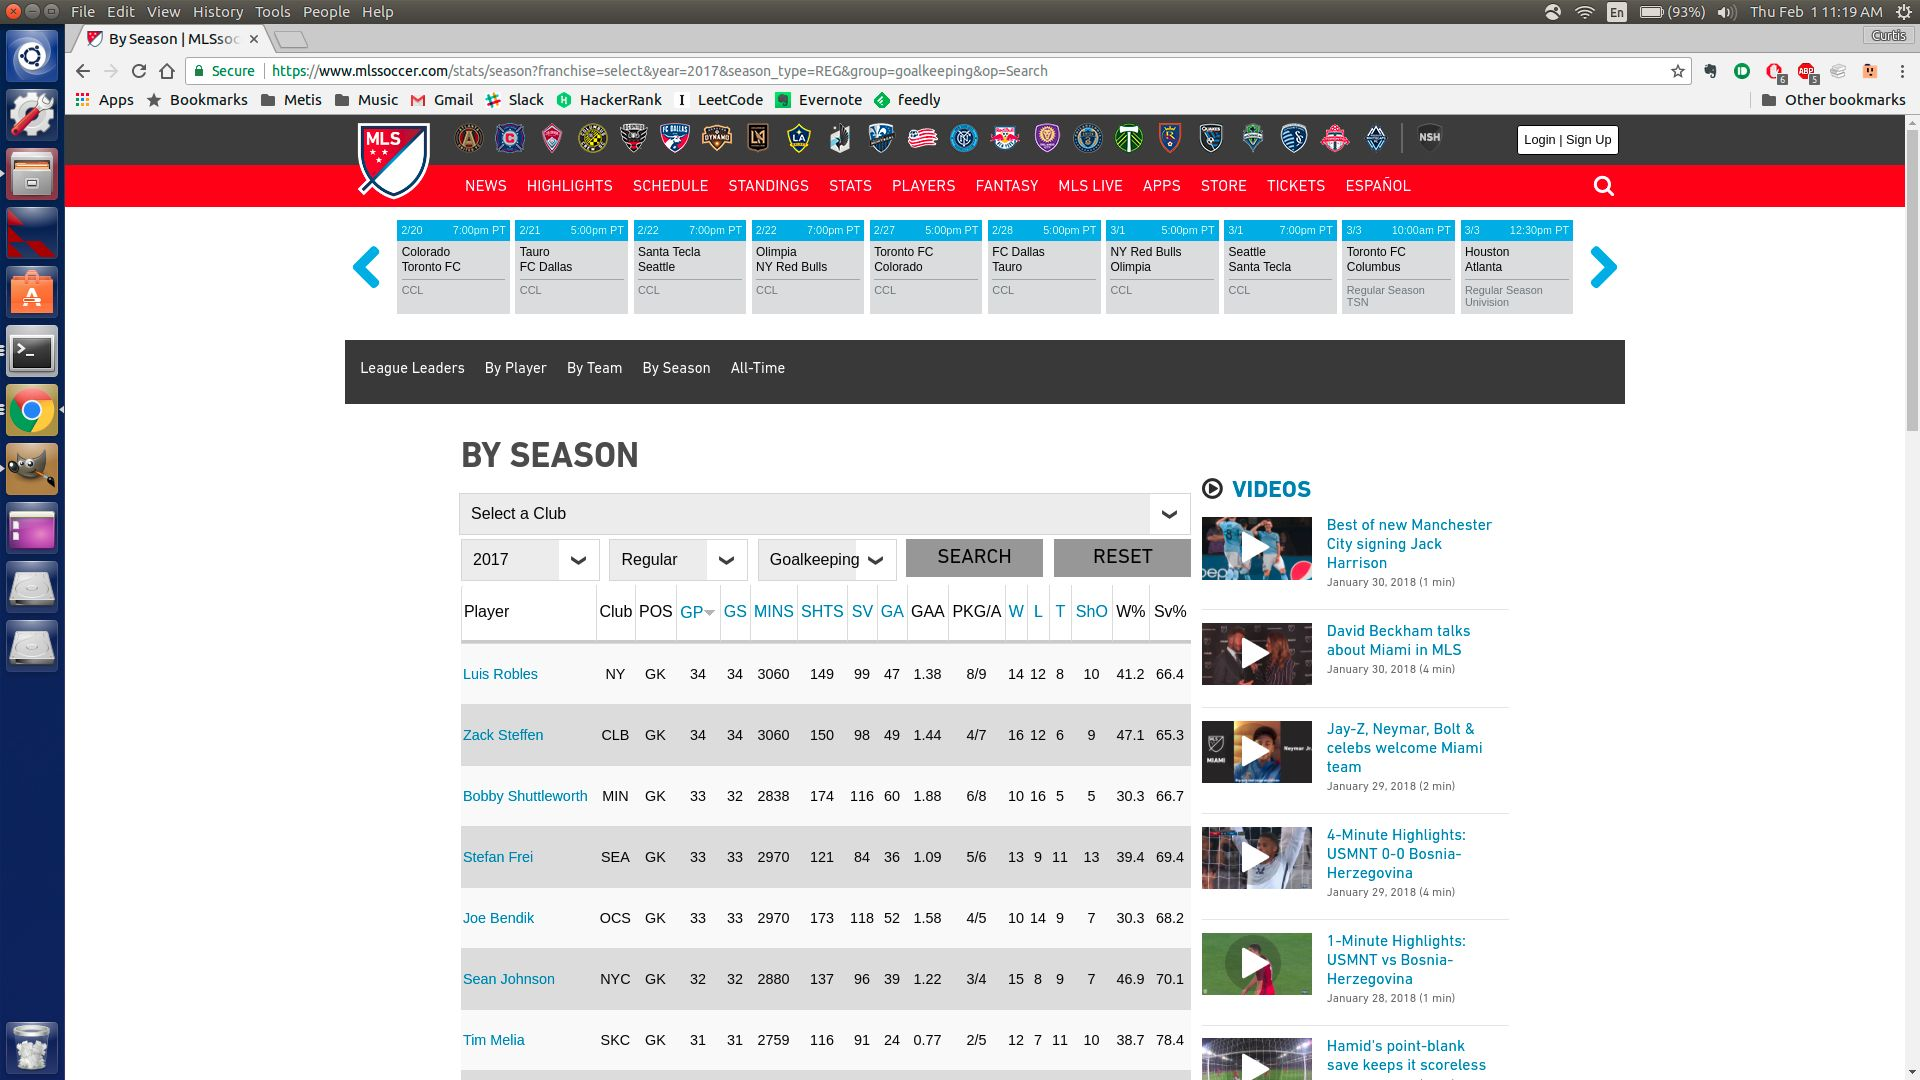 File Edit View History Tools People Help
En (93%) Thu Feb 1 11:19 AM
By Season | MLSsoc
Curtis
Secure https://www.mlssoccer.com/stats/season?franchise=select&year=2017&season_type=REG&group=goalkeeping&op=Search
6 ABP 5
Apps Bookmarks Metis Music Gmail Slack HackerRank LeetCode Evernote feedly Other bookmarks
MLS NSH Login | Sign Up
NEWS HIGHLIGHTS SCHEDULE STANDINGS STATS PLAYERS FANTASY MLS LIVE APPS STORE TICKETS ESPAÑOL
2/20 7:00pm PT 2/21 5:00pm PT 2/22 7:00pm PT 2/22 7:00pm PT 2/27 5:00pm PT 2/28 5:00pm PT 3/1 5:00pm PT 3/1 7:00pm PT 3/3 10:00am PT 3/3 12:30pm PT
Colorado Tauro Santa Tecla Olimpia Toronto FC FC Dallas NY Red Bulls Seattle Toronto FC Houston
Toronto FC FC Dallas Seattle NY Red Bulls Colorado Tauro Olimpia Santa Tecla Columbus Atlanta
CCL CCL CCL CCL CCL CCL CCL CCL Regular Season Regular Season
TSN Univision
League Leaders By Player By Team By Season All-Time
BY SEASON
Select a Club
2017 Regular Goalkeeping SEARCH RESET
Player Club POS GP GS MINS SHTS SV GA GAA PKG/A W L T ShO W% Sv%
Luis Robles NY GK 34 34 3060 149 99 47 1.38 8/9 14 12 8 10 41.2 66.4
Zack Steffen CLB GK 34 34 3060 150 98 49 1.44 4/7 16 12 6 9 47.1 65.3
Bobby Shuttleworth MIN GK 33 32 2838 174 116 60 1.88 6/8 10 16 5 5 30.3 66.7
Stefan Frei SEA GK 33 33 2970 121 84 36 1.09 5/6 13 9 11 13 39.4 69.4
Joe Bendik OCS GK 33 33 2970 173 118 52 1.58 4/5 10 14 9 7 30.3 68.2
Sean Johnson NYC GK 32 32 2880 137 96 39 1.22 3/4 15 8 9 7 46.9 70.1
Tim Melia SKC GK 31 31 2759 116 91 24 0.77 2/5 12 7 11 10 38.7 78.4
VIDEOS
Best of new Manchester
City signing Jack
Harrison
January 30, 2018 (1 min)
David Beckham talks
about Miami in MLS
January 30, 2018 (4 min)
Jay-Z, Neymar, Bolt &
celebs welcome Miami
team
January 29, 2018 (2 min)
4-Minute Highlights:
USMNT 0-0 Bosnia-
Herzegovina
January 29, 2018 (4 min)
1-Minute Highlights:
USMNT vs Bosnia-
Herzegovina
January 28, 2018 (1 min)
Hamid's point-blank
save keeps it scoreless